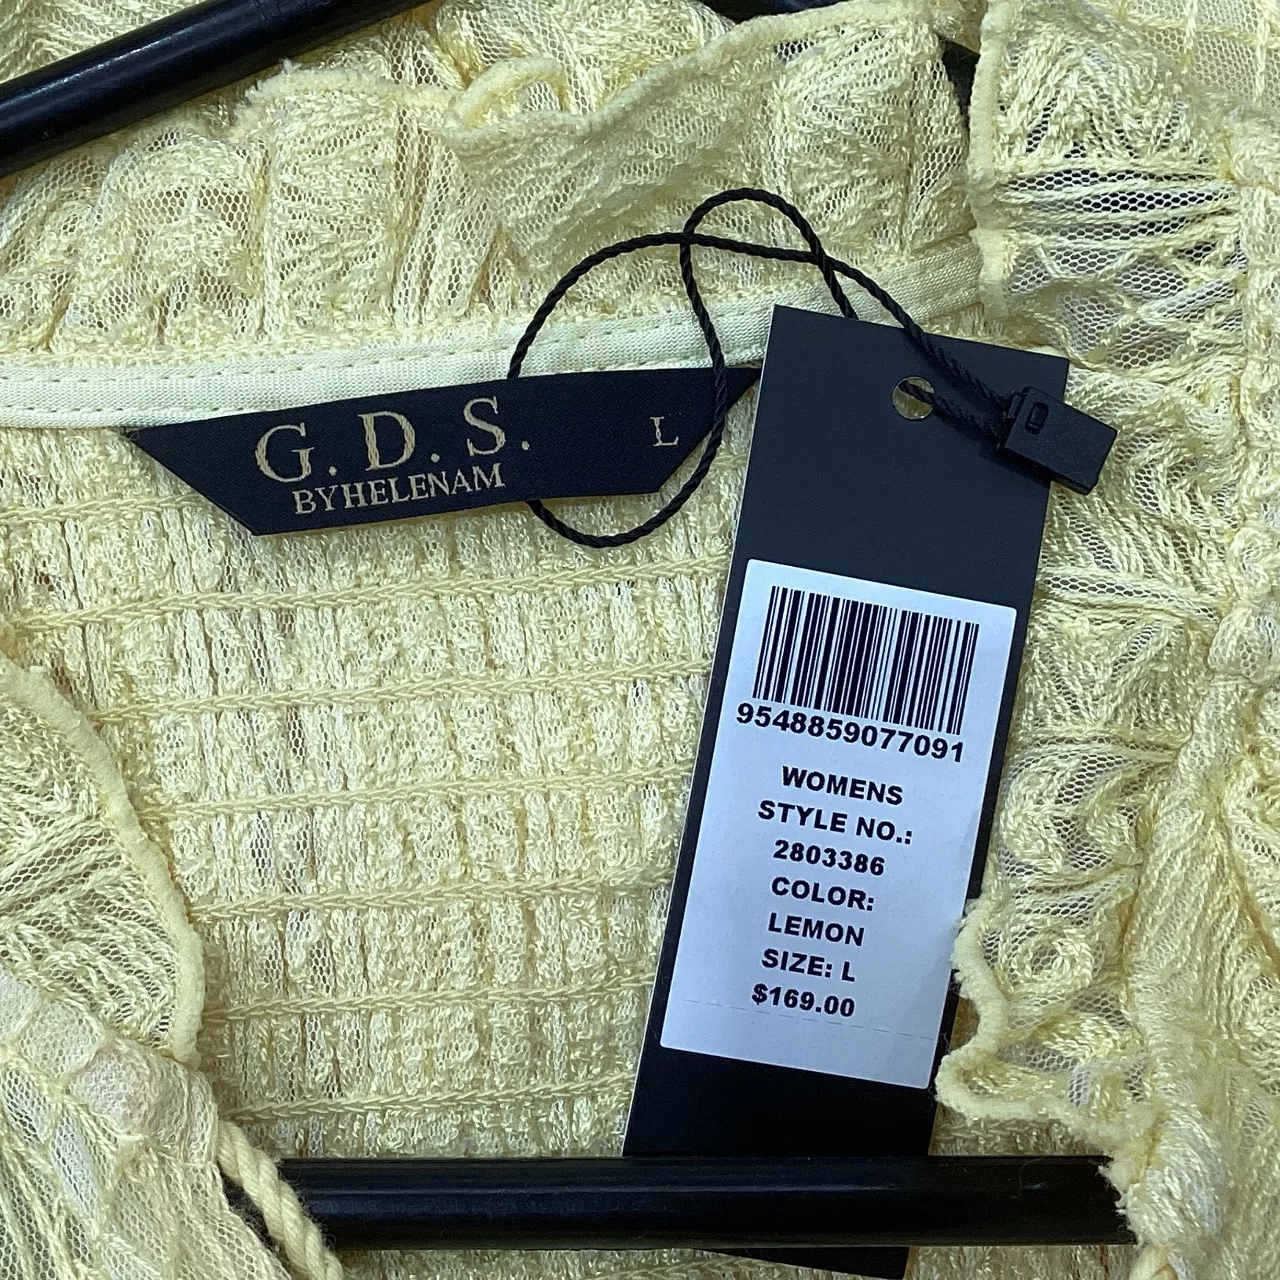 G.D.S. L
BYHELENAM
9548859077091
WOMENS
STYLE NO.:
2803386
COLOR:
LEMON
SIZE: L
$169.00